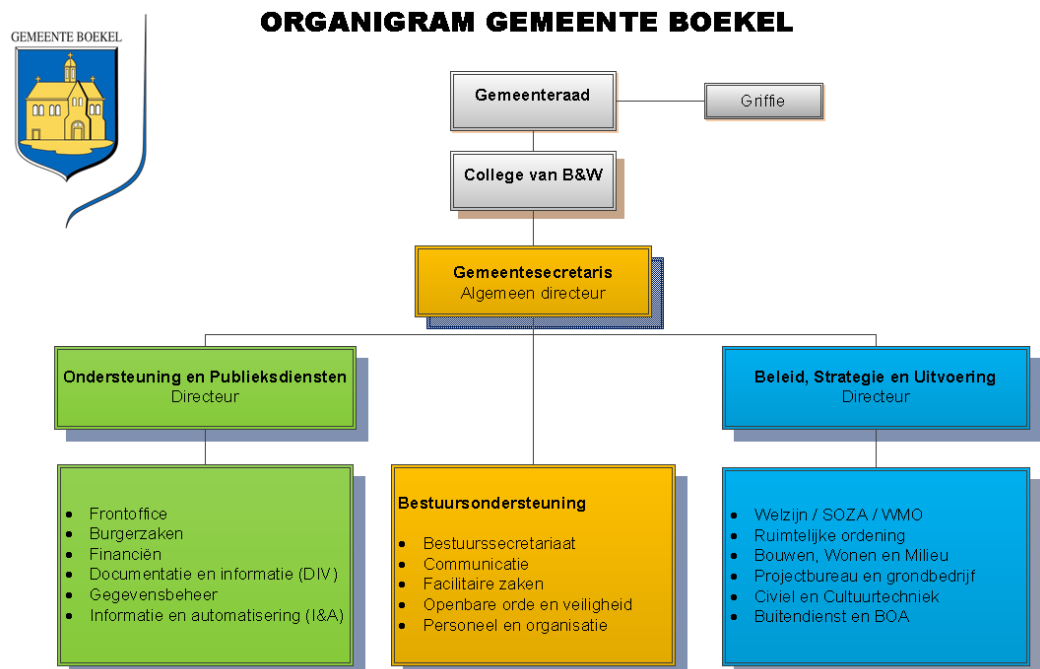 ORGANIGRAM GEMEENTE BOEKEL
GEMEENTE BOEKEL
Gemeenteraad
Griffie
College van B&W
Gemeentesecretaris
Algemeen directeur
Ondersteuning en Publieksdiensten
Directeur
Beleid, Strategie en Uitvoering
Directeur
• Frontoffice
• Burgerzaken
• Financiën
• Documentatie en informatie (DIV)
• Gegevensbeheer
• Informatie en automatisering (I&A)
Bestuursondersteuning
• Bestuurssecretariaat
• Communicatie
• Facilitaire zaken
• Openbare orde en veiligheid
• Personeel en organisatie
• Welzijn / SOZA / WMO
• Ruimtelijke ordening
• Bouwen, Wonen en Milieu
• Projectbureau en grondbedrijf
• Civiel en Cultuurtechniek
• Buitendienst en BOA